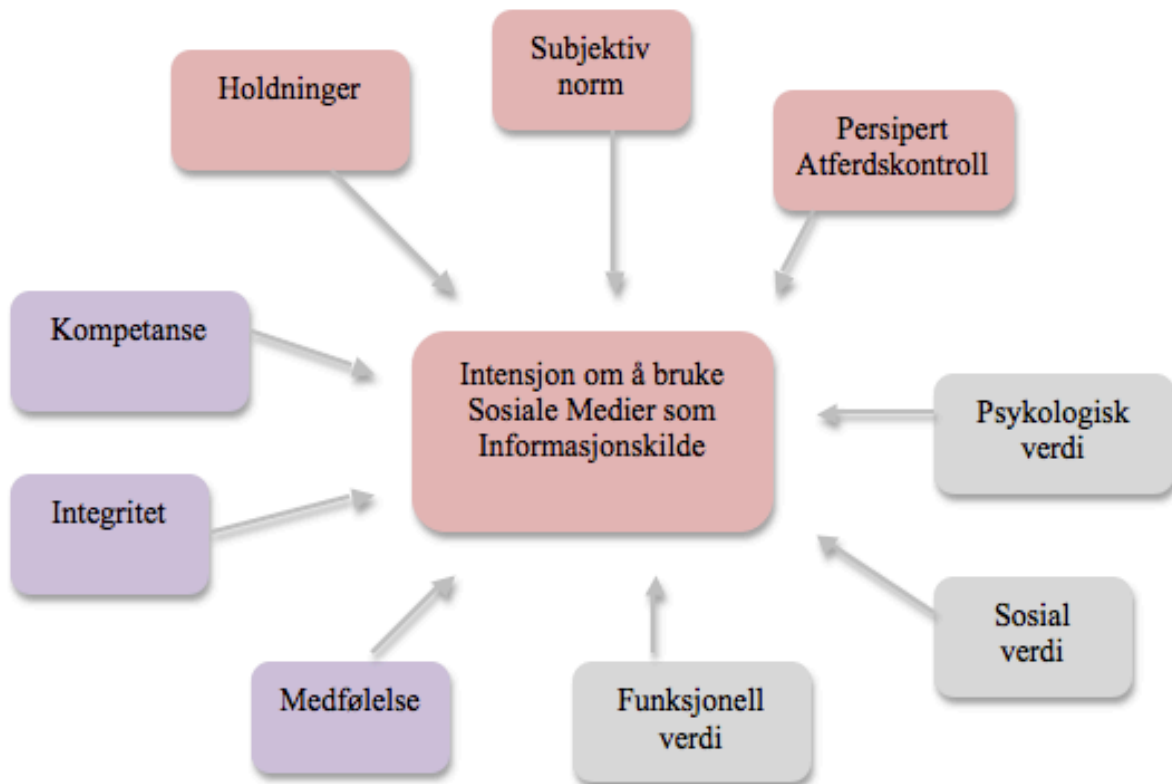 Holdninger
Subjektiv
norm
Persipert
Atferdskontroll
Kompetanse
Intensjon om å bruke
Sosiale Medier som
Informasjonskilde
Psykologisk
verdi
Integritet
Sosial
verdi
Medfølelse
Funksjonell
verdi